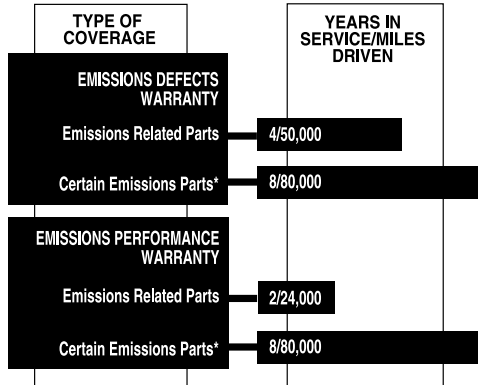 TYPE OF
COVERAGE
YEARS IN
SERVICE/MILES
DRIVEN
EMISSIONS DEFECTS
WARRANTY
Emissions Related Parts
4/50,000
Certain Emissions Parts*
8/80,000
EMISSIONS PERFORMANCE
WARRANTY
Emissions Related Parts
2/24,000
Certain Emissions Parts*
8/80,000